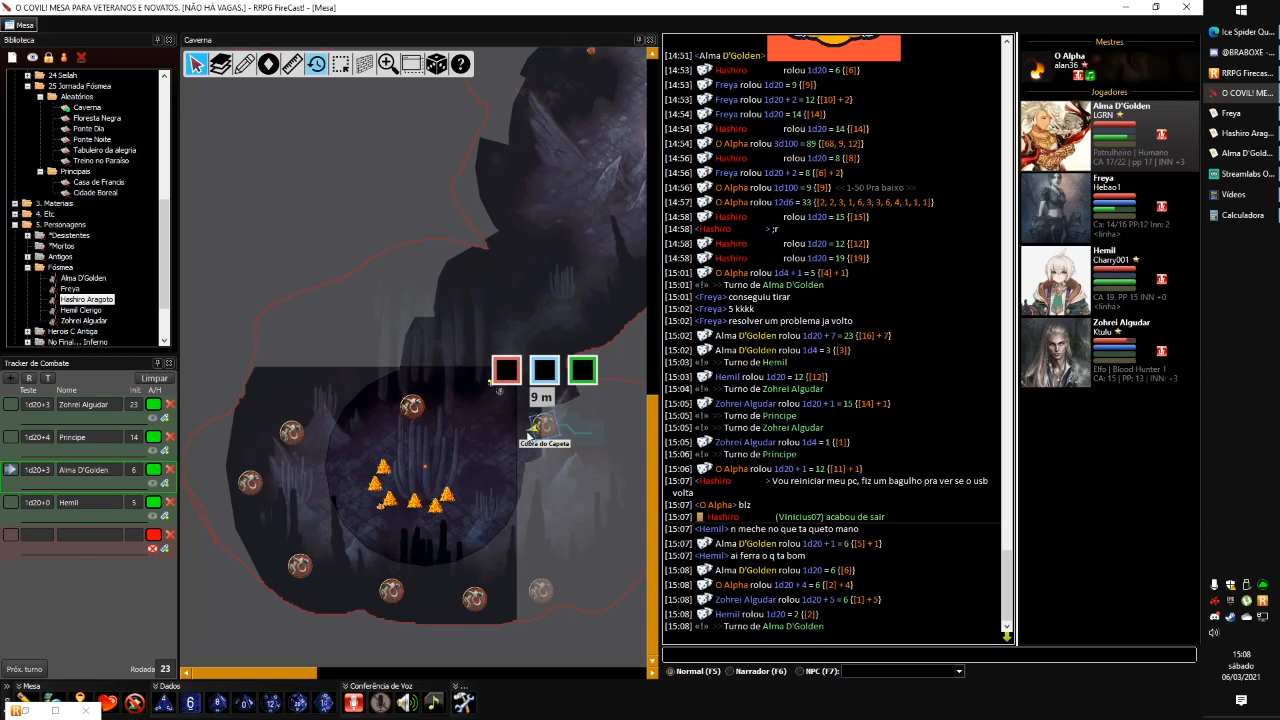 O COVIL! MESA PARA VETERANOS E NOVATOS. [NÃO HÁ VAGAS.] - RRPG FireCast! - [Mesa]
Mesa
Biblioteca
24 Seilah
25 Jornada Fósmea
Aleatórios
Caverna
Floresta Negra
Ponte Dia
Ponte Noite
Tabuleiro da alegria
Treino no Paraíso
Principais
Casa de Francis
Cidade Boreal
3. Materais
4. Etc
5. Personagens
*Desistentes
*Mortos
Antigos
Fósmea
Alma D'Golden
Freya
Hashiro Aragoto
Hemil Clerigo
Zohrei Algudar
Herois C Antiga
No Final... Inferno
Tracker de Combate
+ R T Limpar
Teste Nome Init A/H
1d20+3 Zohrei Algudar 23
1d20+4 Principe 14
1d20+3 Alma D'Golden 6
1d20+0 Hemil 5
Próx. turno Rodada 23
Caverna
9 m
Cobra do Capeta
[14:51] <Alma D'Golden>
[14:53] Hashiro rolou 1d20 = 6 {[6]}
[14:53] Freya rolou 1d20 = 9 {[9]}
[14:53] Freya rolou 1d20 + 2 = 12 {[10] + 2}
[14:54] Freya rolou 1d20 = 14 {[14]}
[14:54] Hashiro rolou 1d20 = 14 {[14]}
[14:54] O Alpha rolou 3d100 = 89 {[68, 9, 12]}
[14:56] Hashiro rolou 1d20 = 8 {[8]}
[14:56] Freya rolou 1d20 + 2 = 8 {[6] + 2}
[14:56] O Alpha rolou 1d100 = 9 {[9]} << 1-50 Pra baixo >>
[14:57] O Alpha rolou 12d6 = 33 {[2, 2, 3, 1, 6, 3, 3, 6, 4, 1, 1, 1]}
[14:58] Hashiro rolou 1d20 = 15 {[15]}
[14:58] <Hashiro > ;r
[14:58] Hashiro rolou 1d20 = 12 {[12]}
[14:58] Hashiro rolou 1d20 = 19 {[19]}
[15:01] O Alpha rolou 1d4 + 1 = 5 {[4] + 1}
[15:01] «!» >> Turno de Alma D'Golden
[15:01] <Freya> conseguiu tirar
[15:01] <Freya> 5 kkkk
[15:02] <Freya> resolver um problema ja volto
[15:02] Alma D'Golden rolou 1d20 + 7 = 23 {[16] + 7}
[15:02] Alma D'Golden rolou 1d4 = 3 {[3]}
[15:03] «!» >> Turno de Hemil
[15:03] Hemil rolou 1d20 = 12 {[12]}
[15:04] «!» >> Turno de Zohrei Algudar
[15:05] Zohrei Algudar rolou 1d20 + 1 = 15 {[14] + 1}
[15:05] «!» >> Turno de Principe
[15:05] «!» >> Turno de Zohrei Algudar
[15:05] Zohrei Algudar rolou 1d4 = 1 {[1]}
[15:06] «!» >> Turno de Principe
[15:06] O Alpha rolou 1d20 + 1 = 12 {[11] + 1}
[15:07] <Hashiro > Vou reiniciar meu pc, fiz um bagulho pra ver se o usb
volta
[15:07] <O Alpha> blz
[15:07] Hashiro (Vinicius07) acabou de sair
[15:07] <Hemil> n meche no que ta queto mano
[15:07] Alma D'Golden rolou 1d20 + 1 = 6 {[5] + 1}
[15:07] <Hemil> ai ferra o q ta bom
[15:08] Alma D'Golden rolou 1d20 = 6 {[6]}
[15:08] O Alpha rolou 1d20 + 4 = 6 {[2] + 4}
[15:08] Zohrei Algudar rolou 1d20 + 5 = 6 {[1] + 5}
[15:08] Hemil rolou 1d20 = 2 {[2]}
[15:08] «!» >> Turno de Alma D'Golden
Normal (F5) Narrador (F6) NPC (F7):
Mestres
O Alpha
alan36
Jogadores
Alma D'Golden
LGRN
Patrulheiro | Humano
CA 17/22 | pp 17 | INN +3
Freya
Hebao1
Ca: 14/16 PP:12 Inn: 2
<linha>
Hemil
Charry001
CA 19, PP 15 INN +0
<linha>
Zohrei Algudar
Ktulu
Elfo | Blood Hunter 1
CA: 15 | PP: 13 | INN +3
Ice Spider Qu...
@BRABOXE- ...
RRPG Firecas...
O COVIL! ME...
Freya
Hashiro Arag...
Alma D'Gold...
Streamlabs O...
Vídeos
Calculadora
15:08
sábado
06/03/2021
Mesa
Dados
Conferência de Voz
...